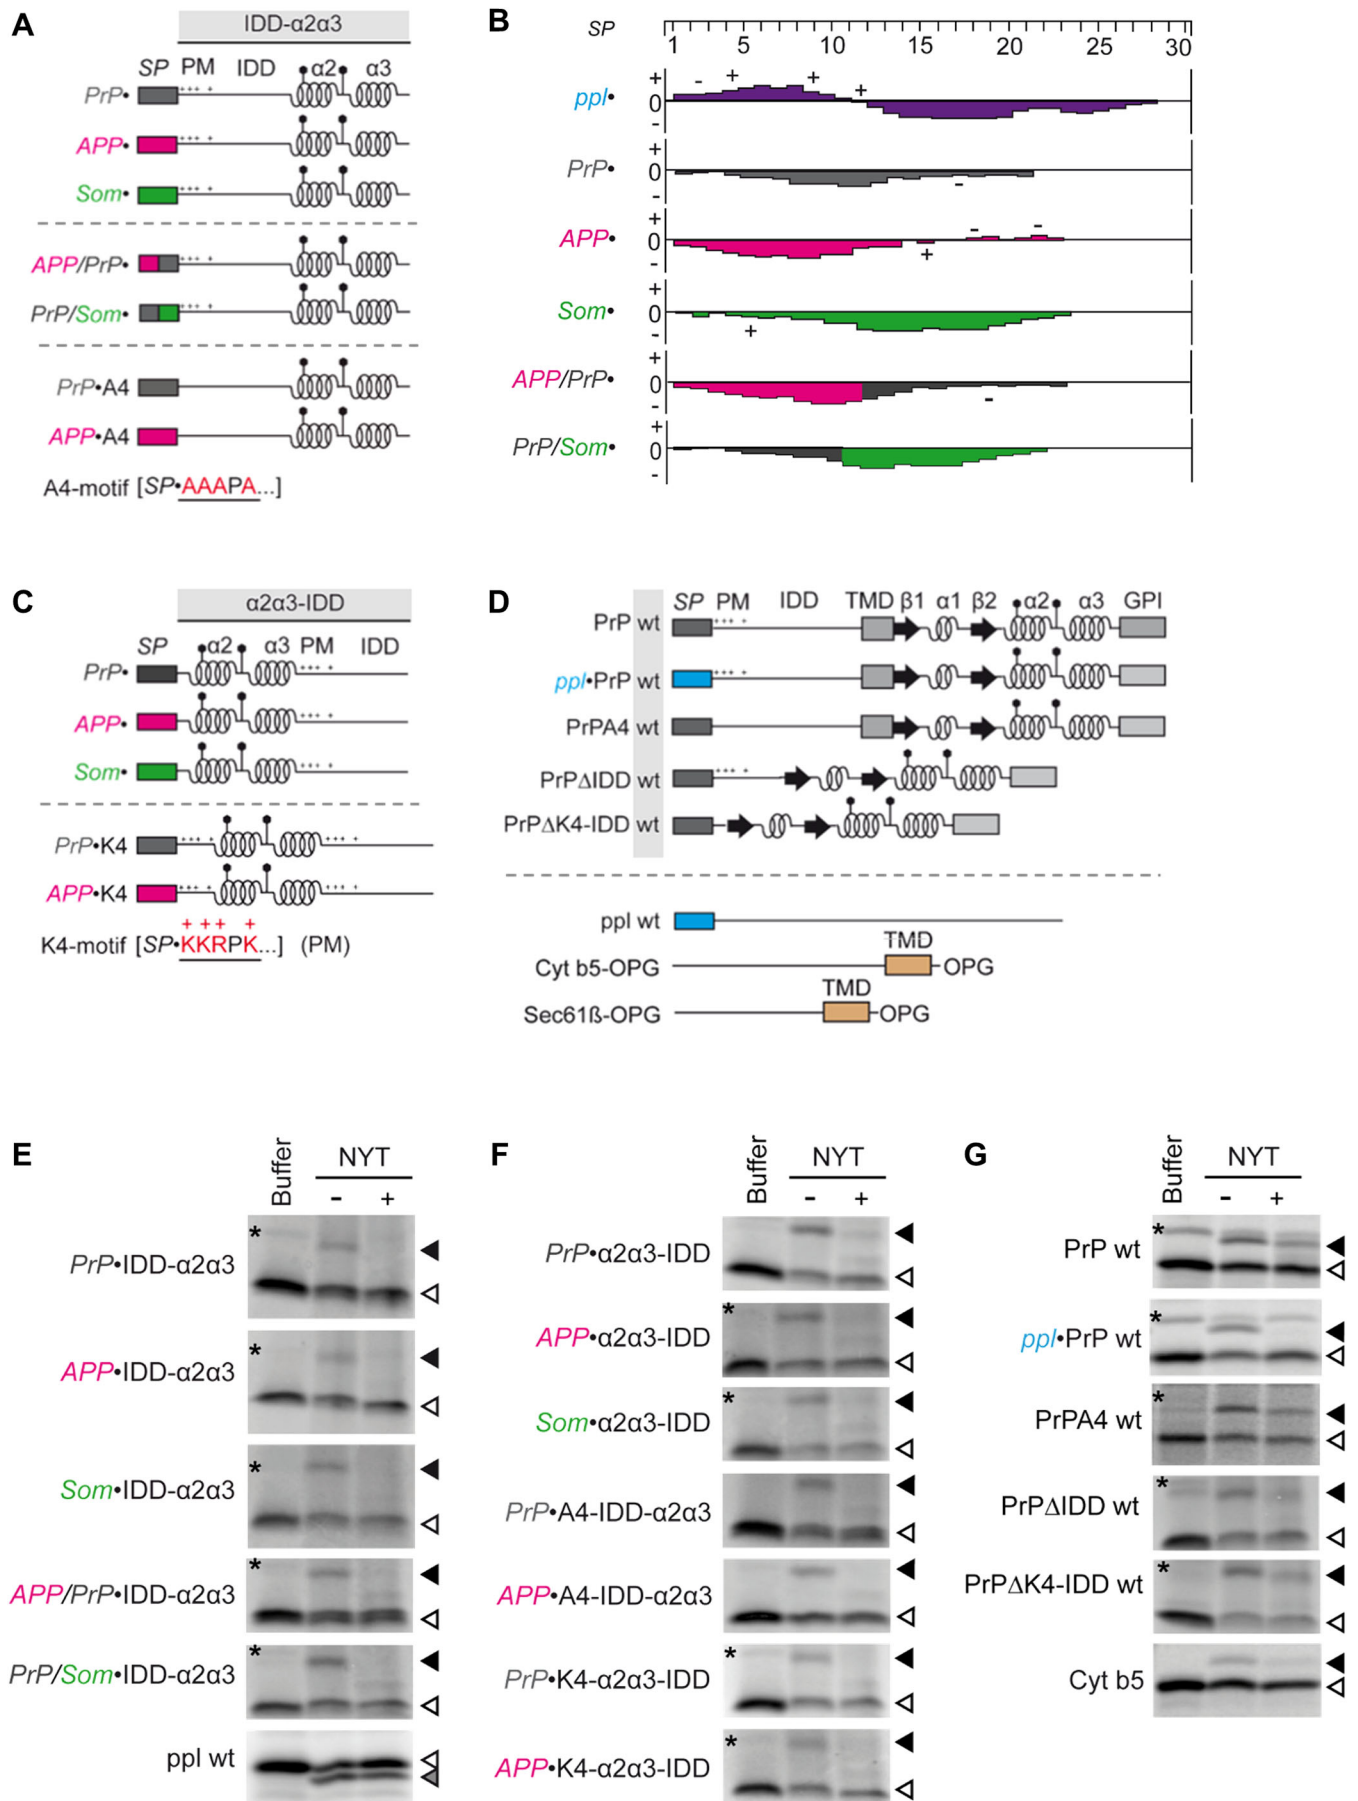 A
IDD-α2α3
SP PM IDD α2 α3
PrP• +++ +
APP• +++ +
Som• +++ +
APP/PrP• +++ +
PrP/Som• +++ +
PrP•A4
APP•A4
A4-motif [SP•AAAPA...]
B
SP 1 5 10 15 20 25 30
ppl• + 0 - - + + +
PrP• + 0 - -
APP• + 0 - + - -
Som• + 0 - +
APP/PrP• + 0 - -
PrP/Som• + 0 -
C
α2α3-IDD
SP α2 α3 PM IDD
PrP• +++ +
APP• +++ +
Som• +++ +
PrP•K4 +++ + +++ +
APP•K4 +++ + +++ +
+ ++ +
K4-motif [SP•KKRPK...] (PM)
D
SP PM IDD TMD β1 α1 β2 α2 α3 GPI
PrP wt +++ +
ppl•PrP wt +++ +
PrPA4 wt
PrPΔIDD wt +++ +
PrPΔK4-IDD wt
ppl wt
TMD
Cyt b5-OPG OPG
TMD
Sec61ß-OPG OPG
E
Buffer NYT
- +
*
PrP•IDD-α2α3
*
APP•IDD-α2α3
*
Som•IDD-α2α3
*
APP/PrP•IDD-α2α3
*
PrP/Som•IDD-α2α3
ppl wt
F
Buffer NYT
- +
PrP•α2α3-IDD
*
APP•α2α3-IDD
*
Som•α2α3-IDD
PrP•A4-IDD-α2α3
APP•A4-IDD-α2α3
*
PrP•K4-α2α3-IDD
*
APP•K4-α2α3-IDD
G
Buffer NYT
- +
*
PrP wt
*
ppl•PrP wt
*
PrPA4 wt
*
PrPΔIDD wt
*
PrPΔK4-IDD wt
Cyt b5